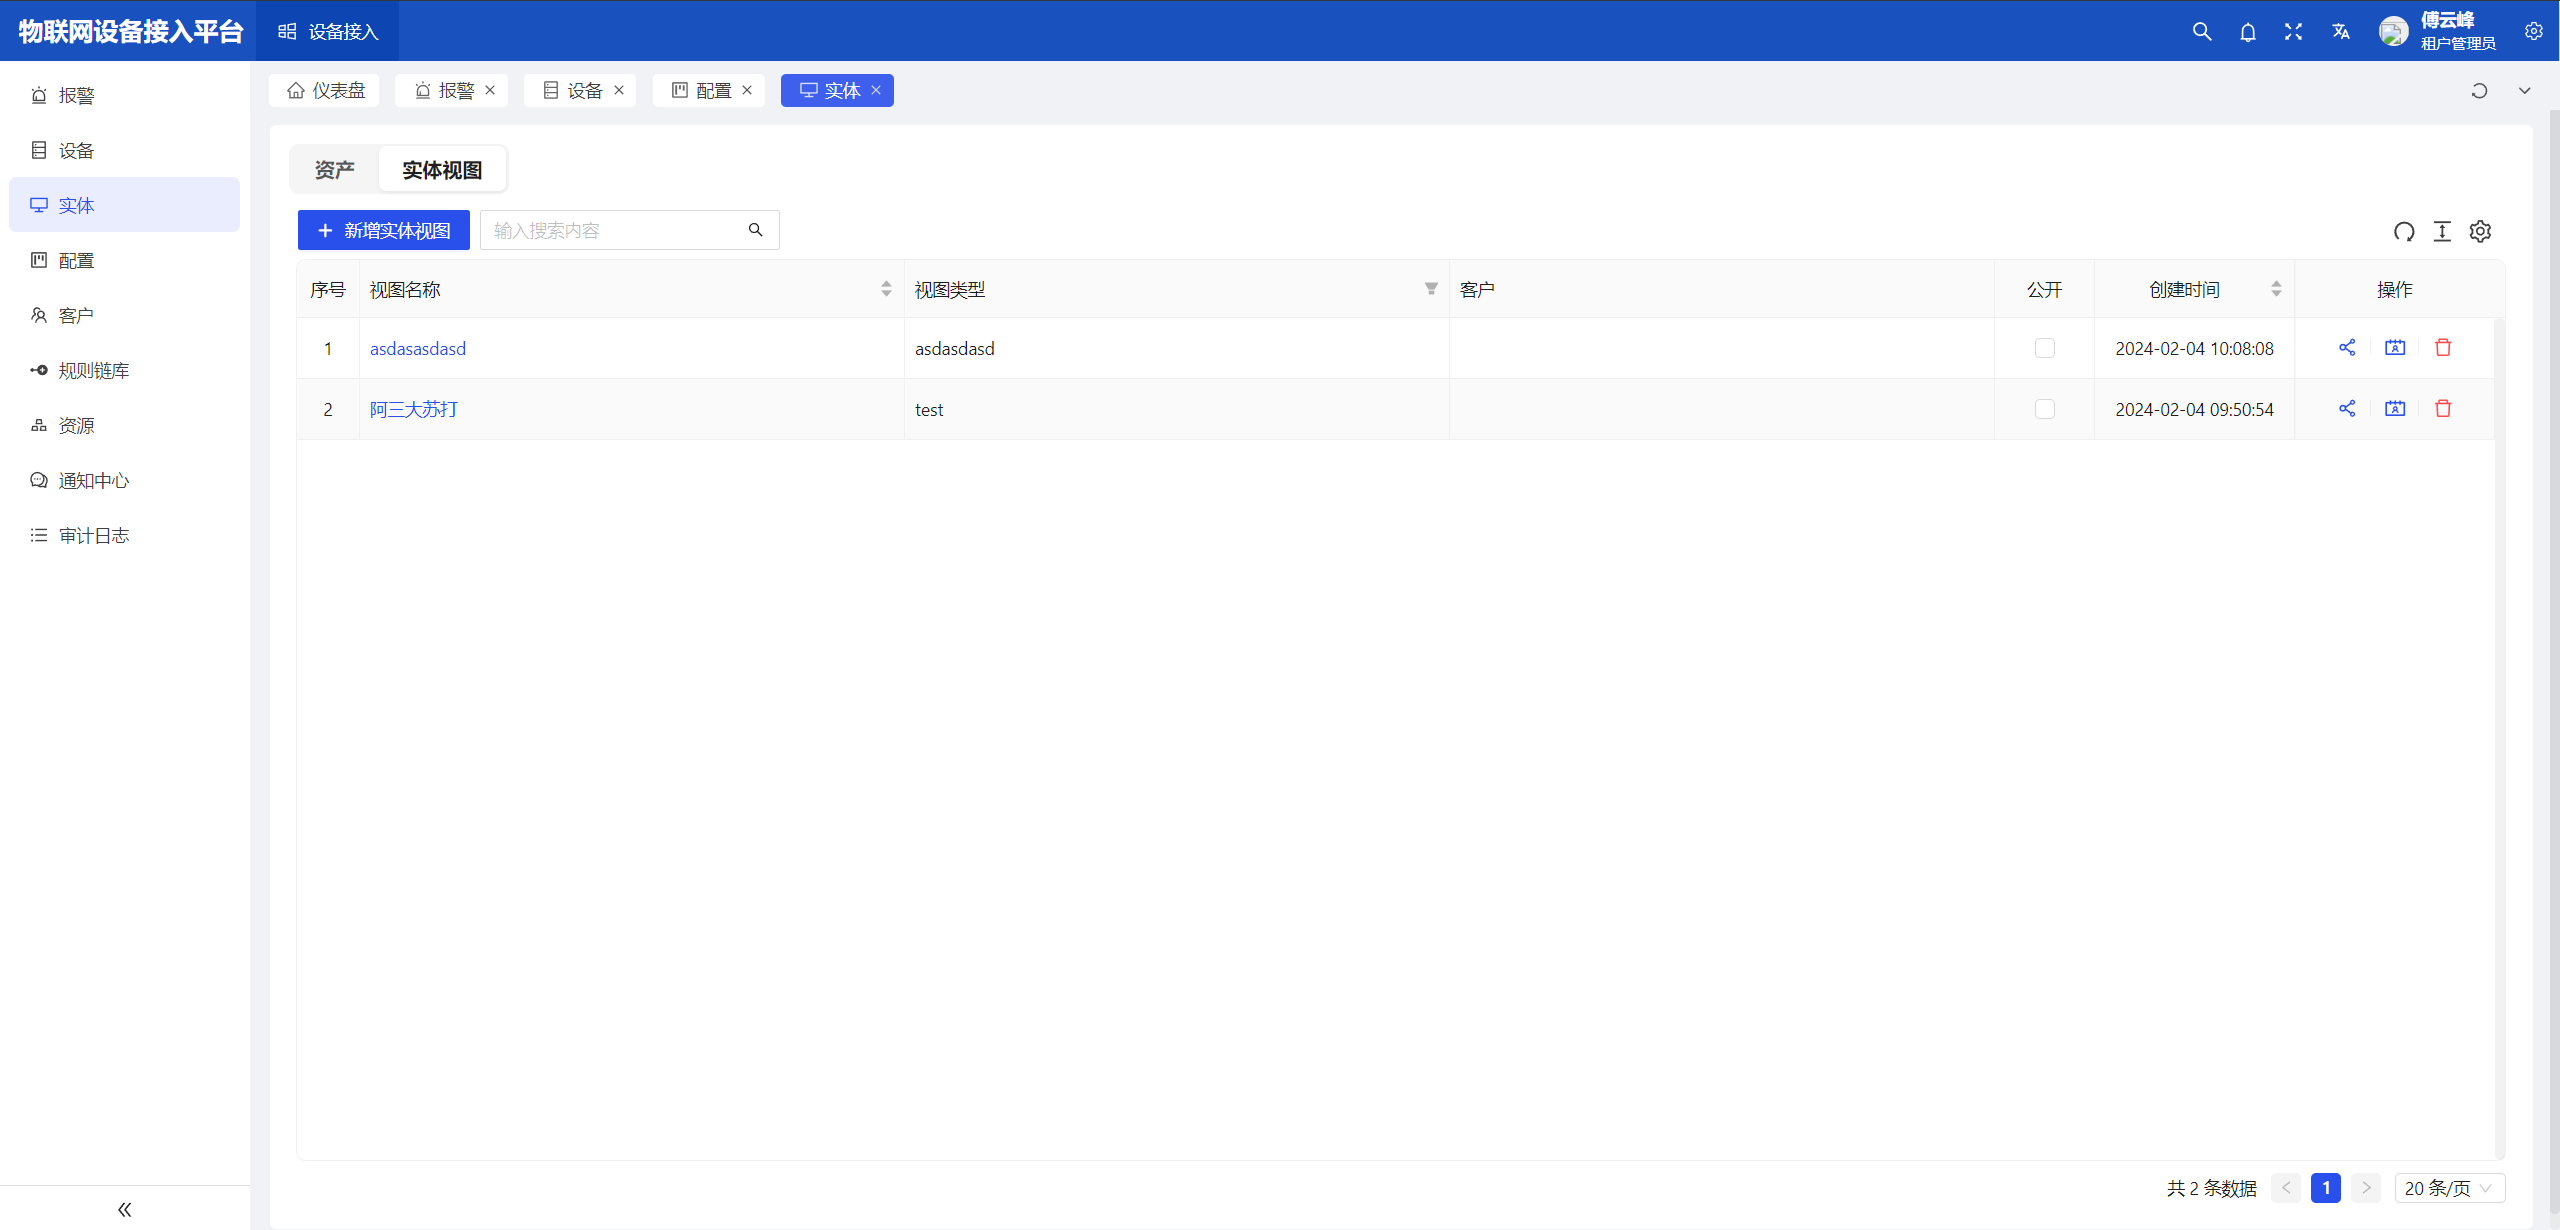 物联网设备接入平台
设备接入
傅云峰
租户管理员
报警
设备
实体
配置
客户
规则链库
资源
通知中心
审计日志
仪表盘
报警
设备
配置
实体
资产
实体视图
新增实体视图
输入搜索内容
序号 视图名称 视图类型 客户 公开 创建时间 操作
1 asdasasdasd asdasdasd 2024-02-04 10:08:08
2 阿三大苏打 test 2024-02-04 09:50:54
共 2 条数据 1 20 条/页